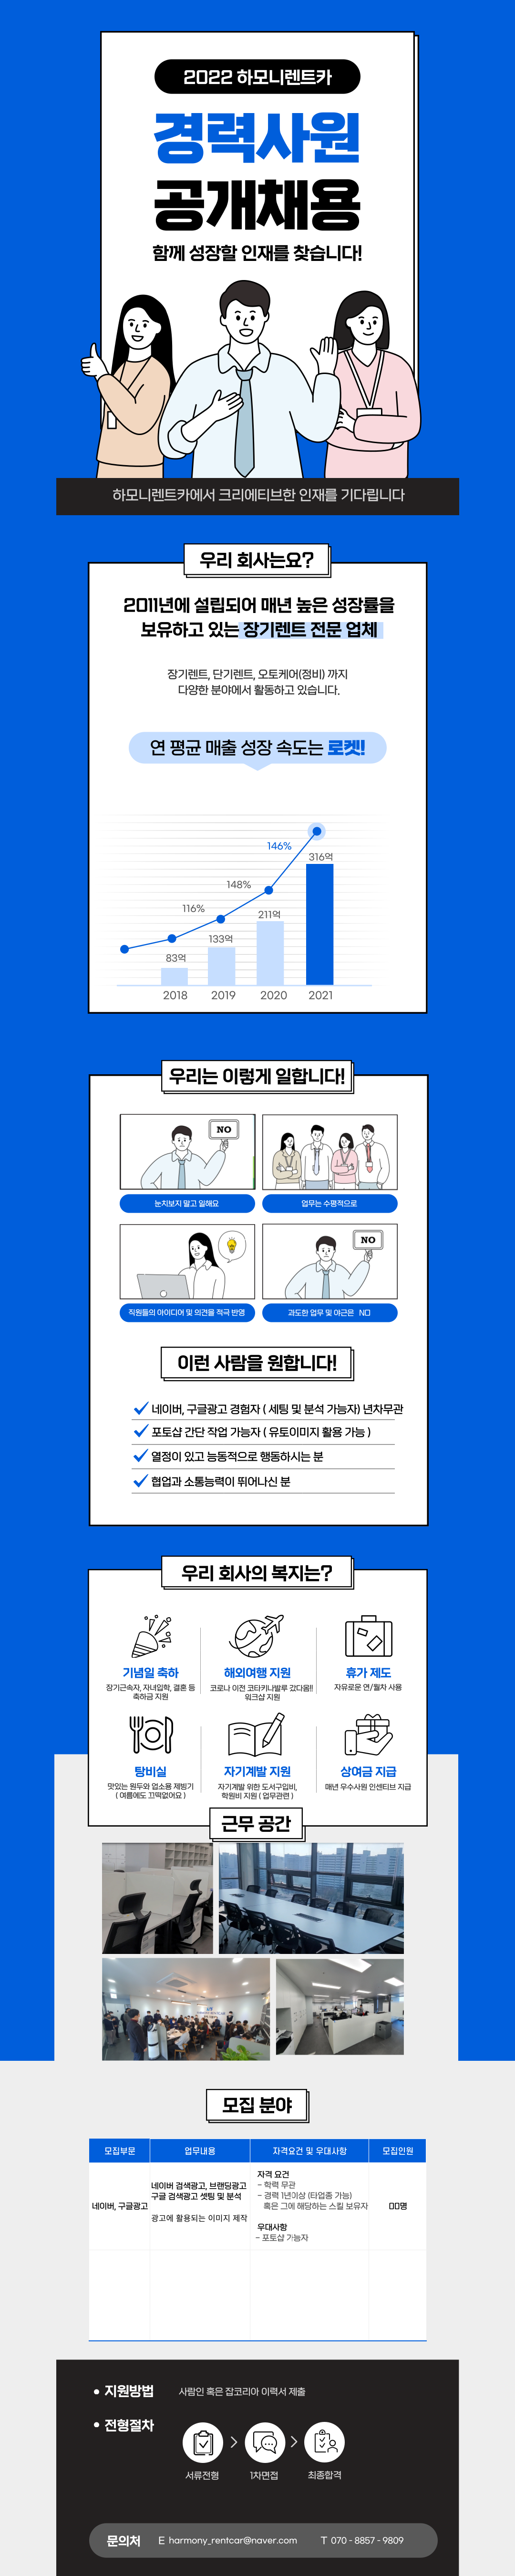 2022 하모니렌트카
경력사원
공개채용
함께 성장할 인재를 찾습니다!
하모니렌트카에서 크리에이티브한 인재를 기다립니다
우리 회사는요?
2011년에 설립되어 매년 높은 성장률을
보유하고 있는 장기렌트 전문 업체
장기렌트, 단기렌트, 오토케어(정비) 까지
다양한 분야에서 활동하고 있습니다.
연 평균 매출 성장 속도는 로켓!
146%
316억
148%
211억
116%
133억
83억
2018
2019
2020
2021
우리는 이렇게 일합니다!
NO
눈치보지 말고 일해요
업무는 수평적으로
NO
직원들의 아이디어 및 의견을 적극 반영
과도한 업무 및 야근은 NO
이런 사람을 원합니다!
네이버, 구글광고 경험자 ( 세팅 및 분석 가능자) 년차무관
포토샵 간단 작업 가능자 ( 유토이미지 활용 가능 )
열정이 있고 능동적으로 행동하시는 분
협업과 소통능력이 뛰어나신 분
우리 회사의 복지는?
기념일 축하
장기근속자, 자녀입학, 결혼 등
축하금 지원
해외여행 지원
코로나 이전 코타키나발루 갔다옴!!
워크샵 지원
휴가 제도
자유로운 연/월차 사용
탕비실
맛있는 원두와 업소용 제빙기
( 여름에도 끄떡없어요 )
자기계발 지원
자기계발 위한 도서구입비,
학원비 지원 ( 업무관련 )
상여금 지급
매년 우수사원 인센티브 지급
근무 공간
모집 분야
모집부문
업무내용
자격요건 및 우대사항
모집인원
네이버, 구글광고
네이버 검색광고, 브랜딩광고
구글 검색광고 셋팅 및 분석
광고에 활용되는 이미지 제작
자격 요건
- 학력 무관
- 경력 1년이상 (타업종 가능)
혹은 그에 해당하는 스킬 보유자
우대사항
- 포토샵 가능자
00명
지원방법
사람인 혹은 잡코리아 이력서 제출
전형절차
서류전형
1차면접
최종합격
문의처
E harmony_rentcar@naver.com
T 070 - 8857 - 9809